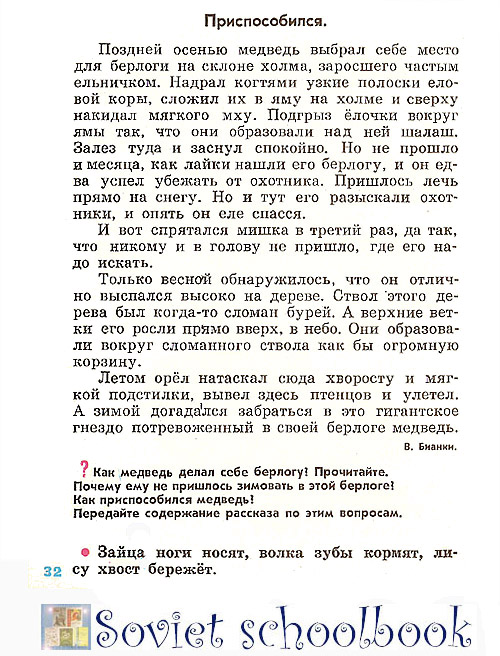 Приспособился.
Поздней осенью медведь выбрал себе место
для берлоги на склоне холма, заросшего частым
ельничком. Надрал когтями узкие полоски ело-
вой коры, сложил их в яму на холме и сверху
накидал мягкого мху. Подгрыз ёлочки вокруг
ямы так, что они образовали над ней шалаш.
Залез туда и заснул спокойно. Но не прошло
и месяца, как лайки нашли его берлогу, и он ед-
ва успел убежать от охотника. Пришлось лечь
прямо на снегу. Но и тут его разыскали охот-
ники, и опять он еле спасся.
И вот спрятался мишка в третий раз, да так,
что никому и в голову не пришло, где его на-
до искать.
Только весной обнаружилось, что он отлич-
но выспался высоко на дереве. Ствол этого де-
рева был когда-то сломан бурей. А верхние вет-
ки его росли прямо вверх, в небо. Они образова-
ли вокруг сломанного ствола как бы огромную
корзину.
Летом орёл натаскал сюда хворосту и мяг-
кой подстилки, вывел здесь птенцов и улетел.
А зимой догадался забраться в это гигантское
гнездо потревоженный в своей берлоге медведь.
В. Бианки.
? Как медведь делал себе берлогу? Прочитайте.
Почему ему не пришлось зимовать в этой берлоге?
Как приспособился медведь?
Передайте содержание рассказа по этим вопросам.
• Зайца ноги носят, волка зубы кормят, ли-
су хвост бережёт.
32
Soviet schoolbook